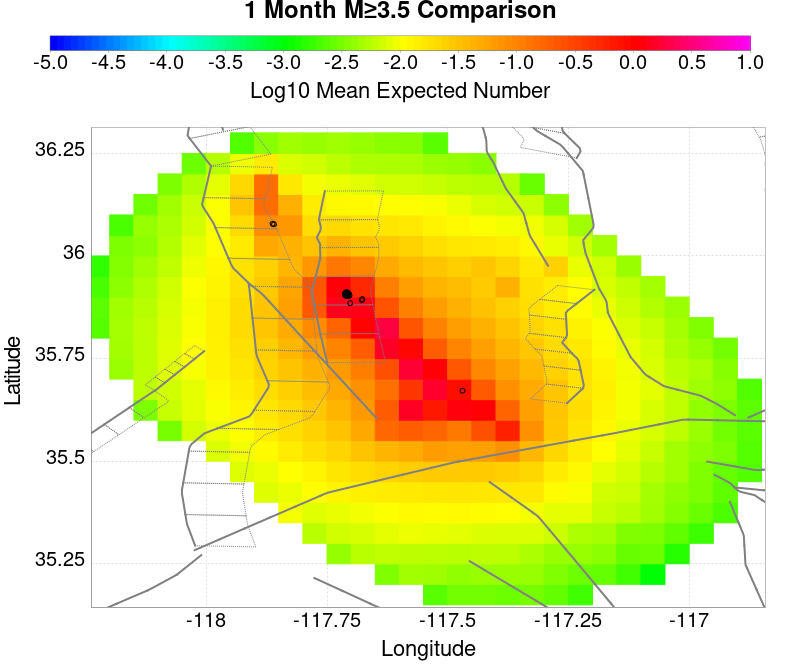 1 Month M≥3.5 Comparison
-5.0 -4.5 -4.0 -3.5 -3.0 -2.5 -2.0 -1.5 -1.0 -0.5 0.0 0.5 1.0
Log10 Mean Expected Number
36.25
36
35.75
35.5
35.25
Latitude
-118 -117.75 -117.5 -117.25 -117
Longitude